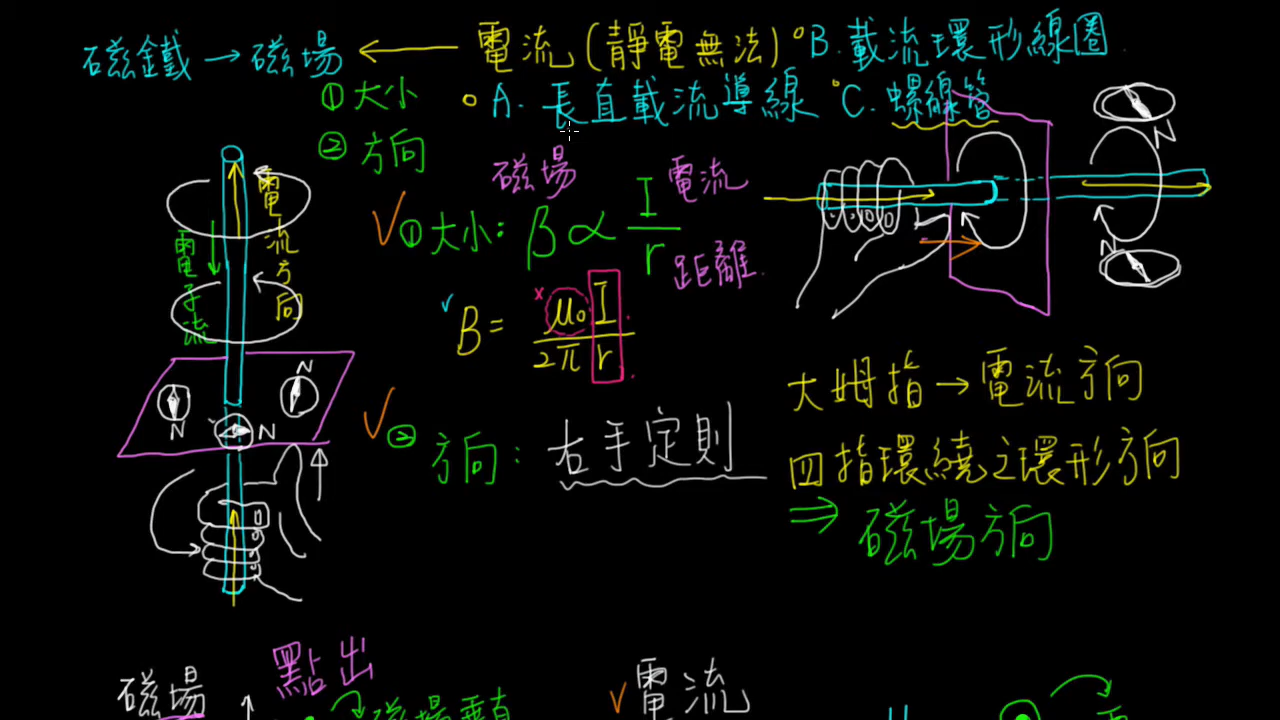 磁鐵→磁場←電流(靜電無法) B.載流環形線圈
①大小
A.長直載流導線 C.螺線管
②方向
磁場 I 電流
①大小: β∝I/r
距離
B=μ₀I/2πr
電流方向
電子流
N
N
N
N
N
大姆指→電流方向
四指環繞之環形方向
⇒磁場方向
②方向:右手定則
磁場
點出
磁場垂直
電流